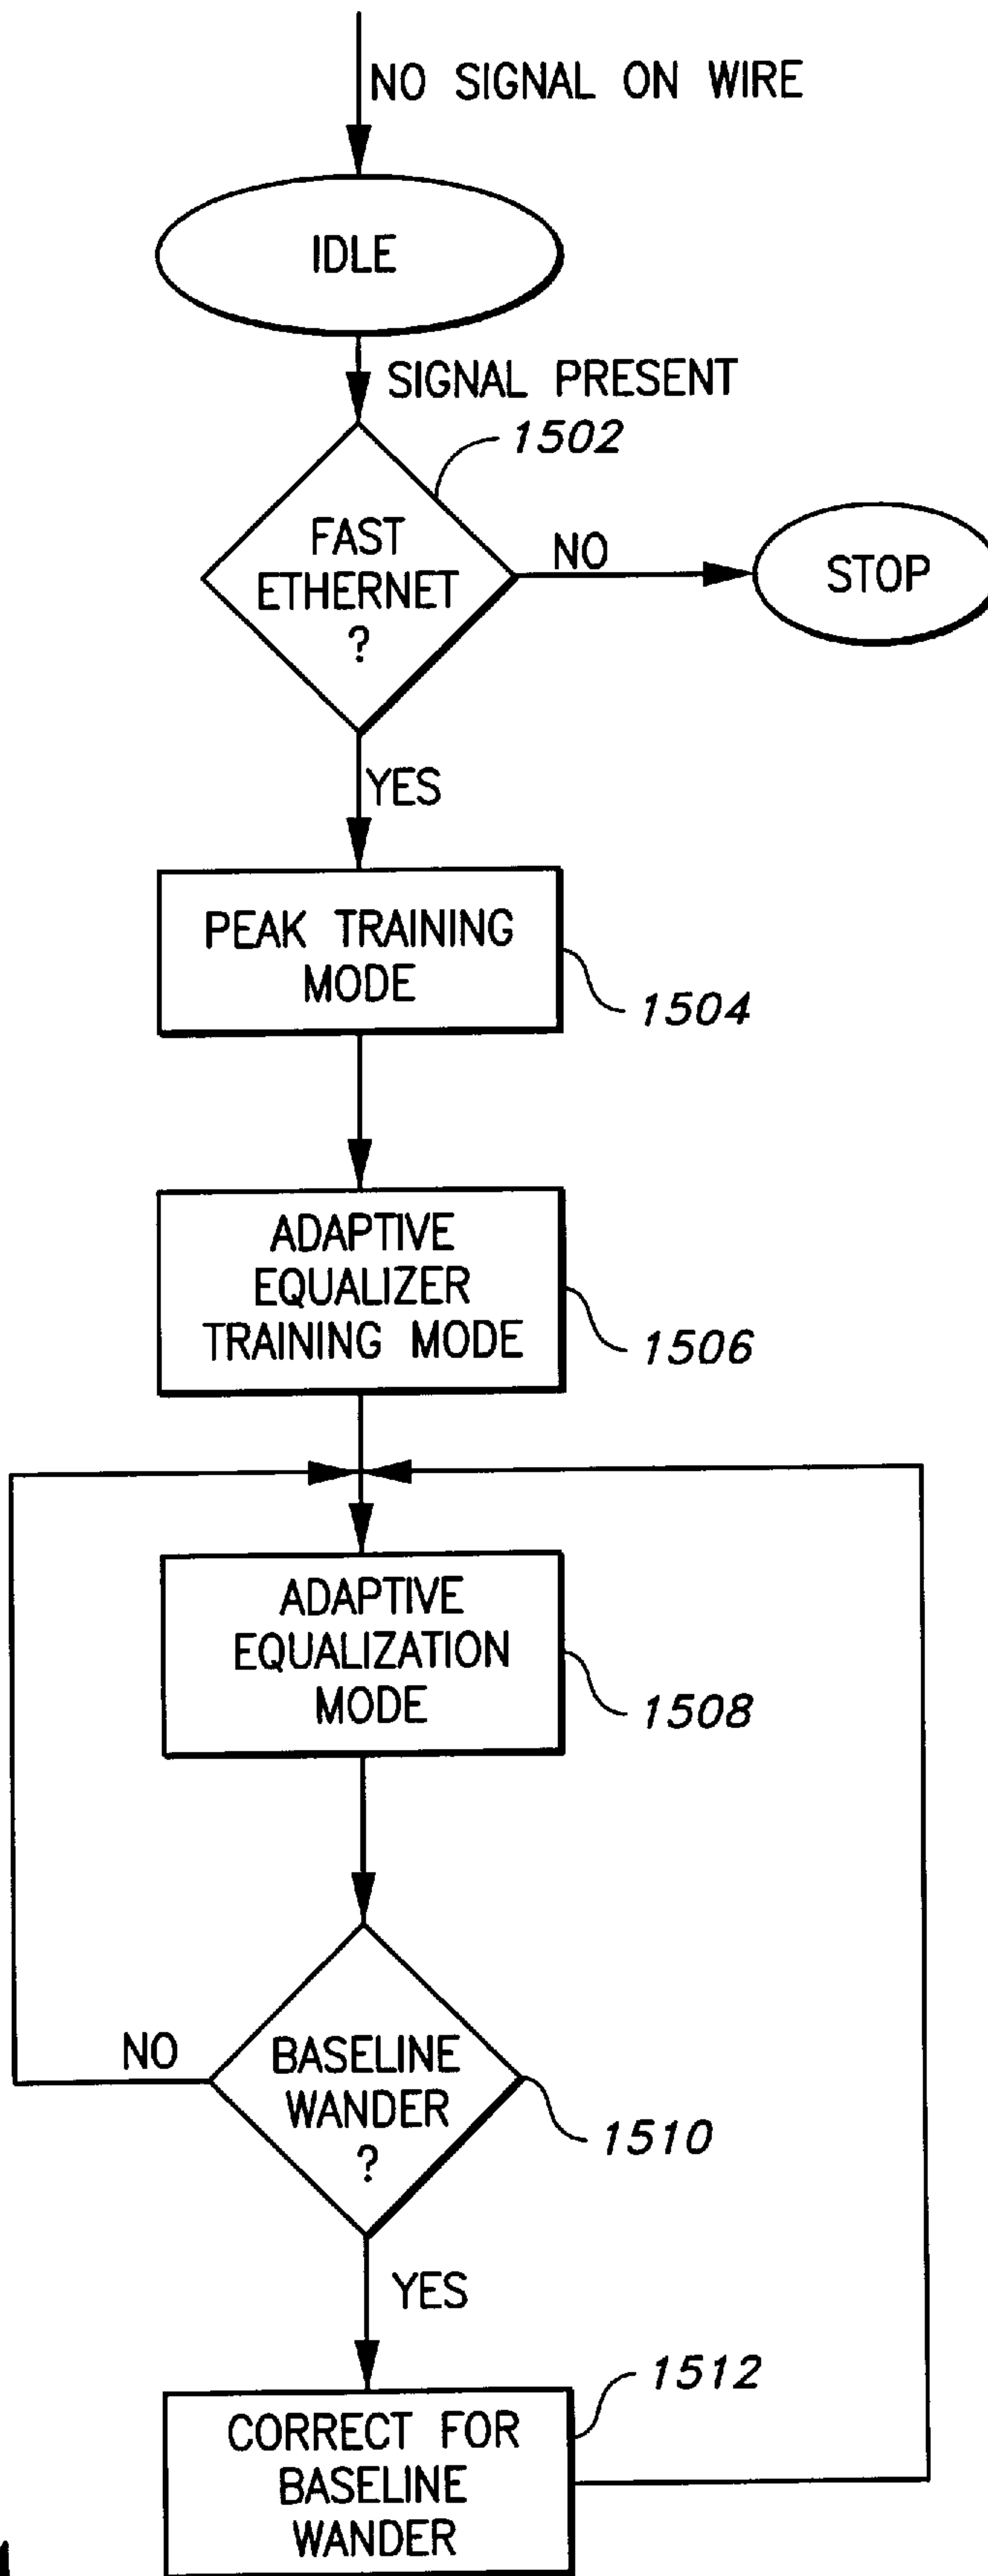 NO SIGNAL ON WIRE
IDLE
SIGNAL PRESENT
1502
FAST
ETHERNET
?
NO
STOP
YES
PEAK TRAINING
MODE
1504
ADAPTIVE
EQUALIZER
TRAINING MODE
1506
ADAPTIVE
EQUALIZATION
MODE
1508
NO
BASELINE
WANDER
?
1510
YES
1512
CORRECT FOR
BASELINE
WANDER